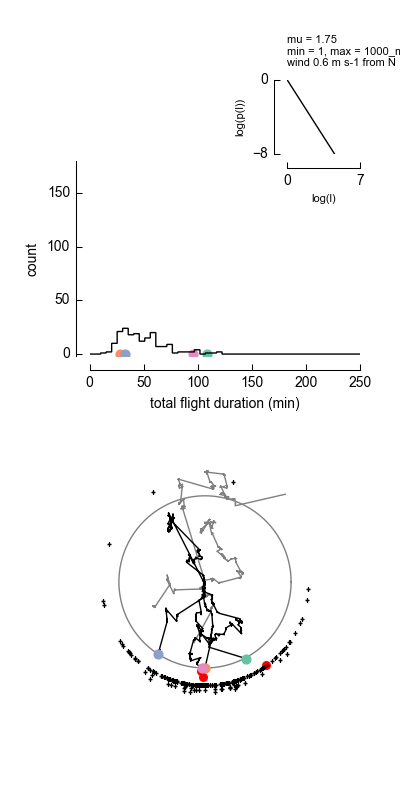 mu = 1.75
min = 1, max = 1000_m
wind 0.6 m s-1 from N
0
log(p(l))
−8
0
7
log(l)
150
100
count
50
0
0
50
100
150
200
250
total flight duration (min)